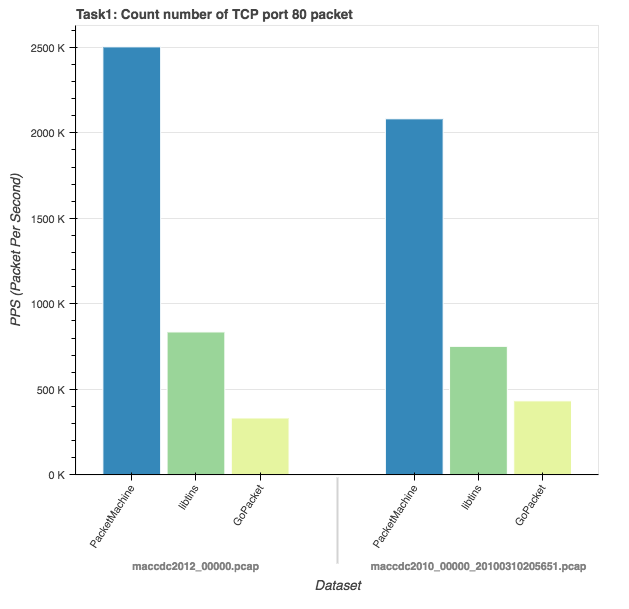 Task1: Count number of TCP port 80 packet
PPS (Packet Per Second)
2500 K
2000 K
1500 K
1000 K
500 K
0 K
PacketMachine
libtins
GoPacket
PacketMachine
libtins
GoPacket
maccdc2012_00000.pcap
maccdc2010_00000_20100310205651.pcap
Dataset